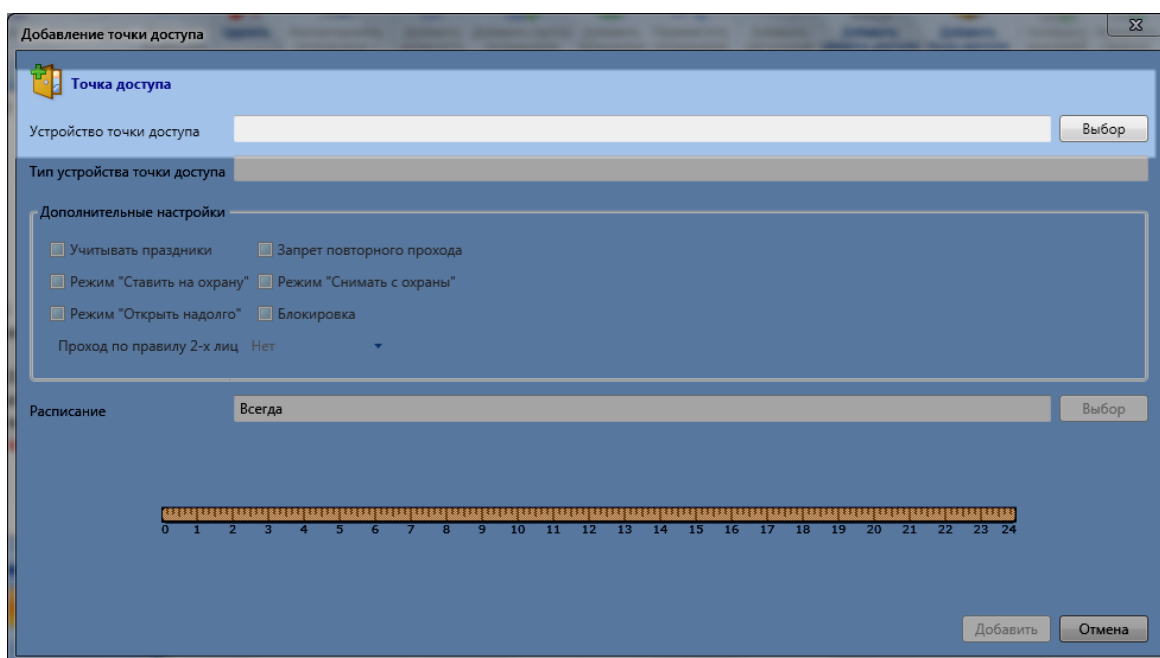 Добавление точки доступа
Точка доступа
Устройство точки доступа Выбор
Тип устройства точки доступа
Дополнительные настройки
Учитывать праздники Запрет повторного прохода
Режим "Ставить на охрану" Режим "Снимать с охраны"
Режим "Открыть надолго" Блокировка
Проход по правилу 2-х лиц Нет
Расписание Всегда Выбор
0 1 2 3 4 5 6 7 8 9 10 11 12 13 14 15 16 17 18 19 20 21 22 23 24
Добавить Отмена